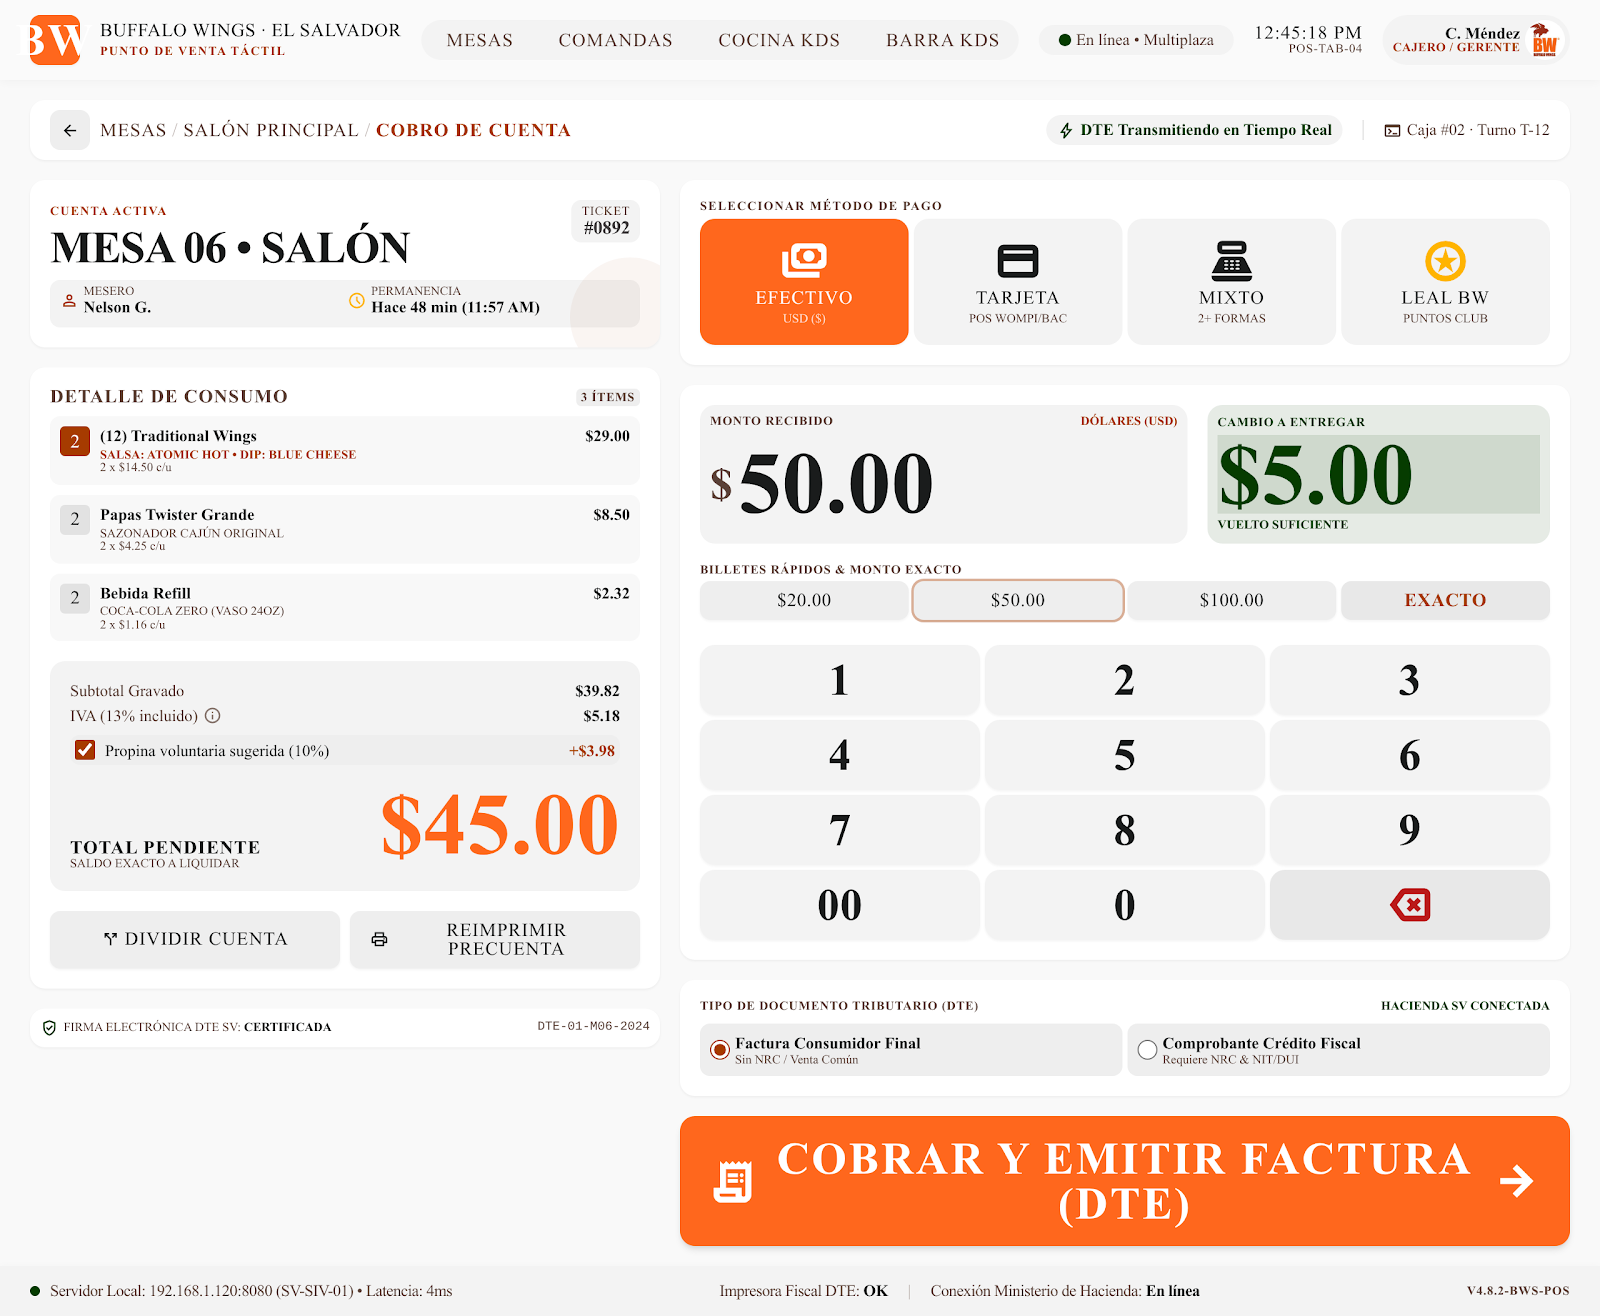 BW
BUFFALO WINGS · EL SALVADOR
PUNTO DE VENTA TÁCTIL
MESAS
COMANDAS
COCINA KDS
BARRA KDS
En línea • Multiplaza
12:45:18 PM
POS-TAB-04
C. Méndez
CAJERO / GERENTE
BW
MESAS / SALÓN PRINCIPAL / COBRO DE CUENTA
DTE Transmitiendo en Tiempo Real
Caja #02 · Turno T-12
CUENTA ACTIVA
MESA 06 • SALÓN
TICKET
#0892
MESERO
Nelson G.
PERMANENCIA
Hace 48 min (11:57 AM)
DETALLE DE CONSUMO
3 ÍTEMS
2
(12) Traditional Wings
$29.00
SALSA: ATOMIC HOT • DIP: BLUE CHEESE
2 x $14.50 c/u
2
Papas Twister Grande
$8.50
SAZONADOR CAJÚN ORIGINAL
2 x $4.25 c/u
2
Bebida Refill
$2.32
COCA-COLA ZERO (VASO 24OZ)
2 x $1.16 c/u
Subtotal Gravado
$39.82
IVA (13% incluido)
$5.18
Propina voluntaria sugerida (10%)
+$3.98
TOTAL PENDIENTE
SALDO EXACTO A LIQUIDAR
$45.00
DIVIDIR CUENTA
REIMPRIMIR
PRECUENTA
FIRMA ELECTRÓNICA DTE SV: CERTIFICADA
DTE-01-M06-2024
SELECCIONAR MÉTODO DE PAGO
EFECTIVO
USD ($)
TARJETA
POS WOMPI/BAC
MIXTO
2+ FORMAS
LEAL BW
PUNTOS CLUB
MONTO RECIBIDO
DÓLARES (USD)
$50.00
CAMBIO A ENTREGAR
$5.00
VUELTO SUFICIENTE
BILLETES RÁPIDOS & MONTO EXACTO
$20.00
$50.00
$100.00
EXACTO
1
2
3
4
5
6
7
8
9
00
0
TIPO DE DOCUMENTO TRIBUTARIO (DTE)
HACIENDA SV CONECTADA
Factura Consumidor Final
Sin NRC / Venta Común
Comprobante Crédito Fiscal
Requiere NRC & NIT/DUI
COBRAR Y EMITIR FACTURA
(DTE)
Servidor Local: 192.168.1.120:8080 (SV-SIV-01) • Latencia: 4ms
Impresora Fiscal DTE: OK
Conexión Ministerio de Hacienda: En línea
V4.8.2-BWS-POS